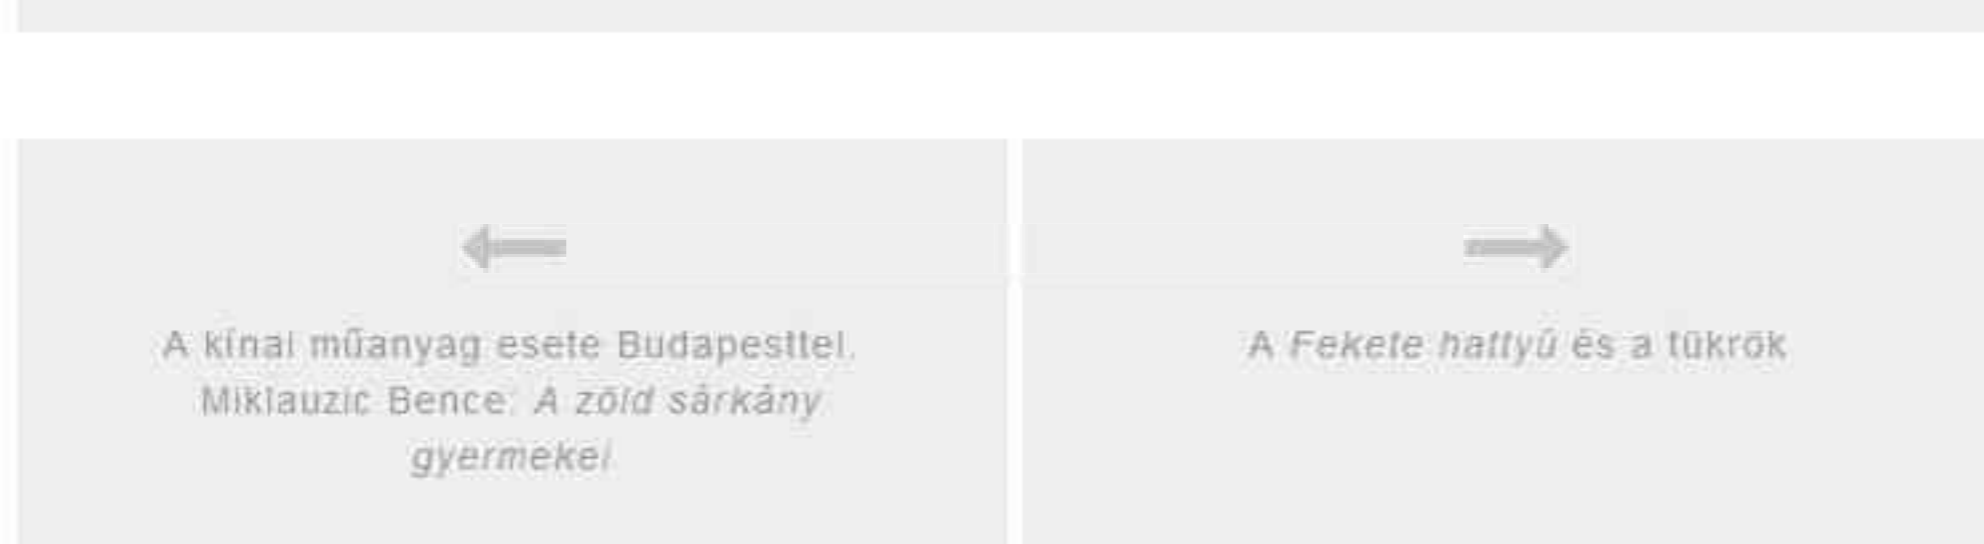 A kínai műanyag esete Budapesttel.
Miklauzic Bence: A zöld sárkány
gyermekei
A Fekete hattyú és a tükrök